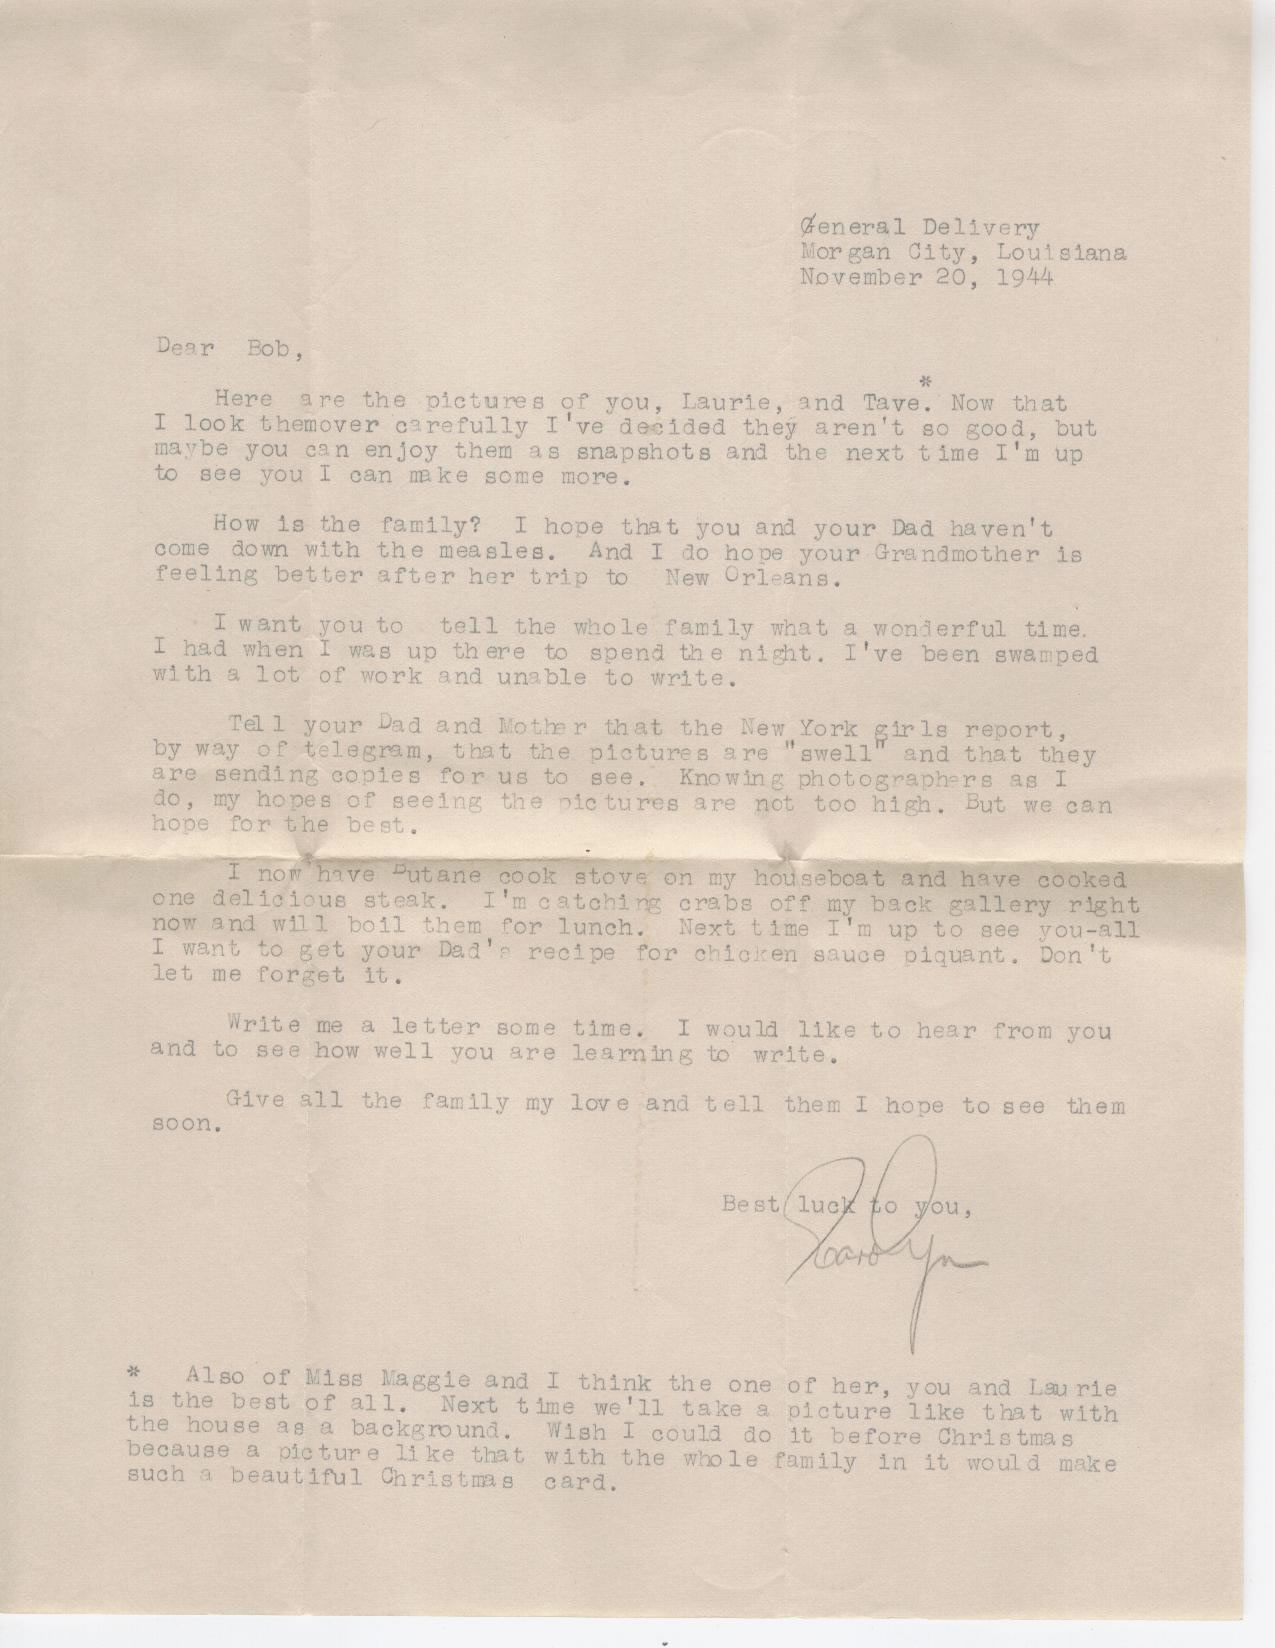 General Delivery
Morgan City, Louisiana
November 20, 1944
Dear Bob,
*
Here are the pictures of you, Laurie, and Tave. Now that
I look themover carefully I've decided they aren't so good, but
maybe you can enjoy them as snapshots and the next time I'm up
to see you I can make some more.
How is the family? I hope that you and your Dad haven't
come down with the measles. And I do hope your Grandmother is
feeling better after her trip to New Orleans.
I want you to tell the whole family what a wonderful time.
I had when I was up there to spend the night. I've been swamped
with a lot of work and unable to write.
Tell your Dad and Mother that the New York girls report,
by way of telegram, that the pictures are "swell" and that they
are sending copies for us to see. Knowing photographers as I
do, my hopes of seeing the pictures are not too high. But we can
hope for the best.
I now have Butane cook stove on my houseboat and have cooked
one delicious steak. I'm catching crabs off my back gallery right
now and will boil them for lunch. Next time I'm up to see you-all
I want to get your Dad's recipe for chicken sauce piquant. Don't
let me forget it.
Write me a letter some time. I would like to hear from you
and to see how well you are learning to write.
Give all the family my love and tell them I hope to see them
soon.
Best luck to you,
Carolyn
* Also of Miss Maggie and I think the one of her, you and Laurie
is the best of all. Next time we'll take a picture like that with
the house as a background. Wish I could do it before Christmas
because a picture like that with the whole family in it would make
such a beautiful Christmas card.